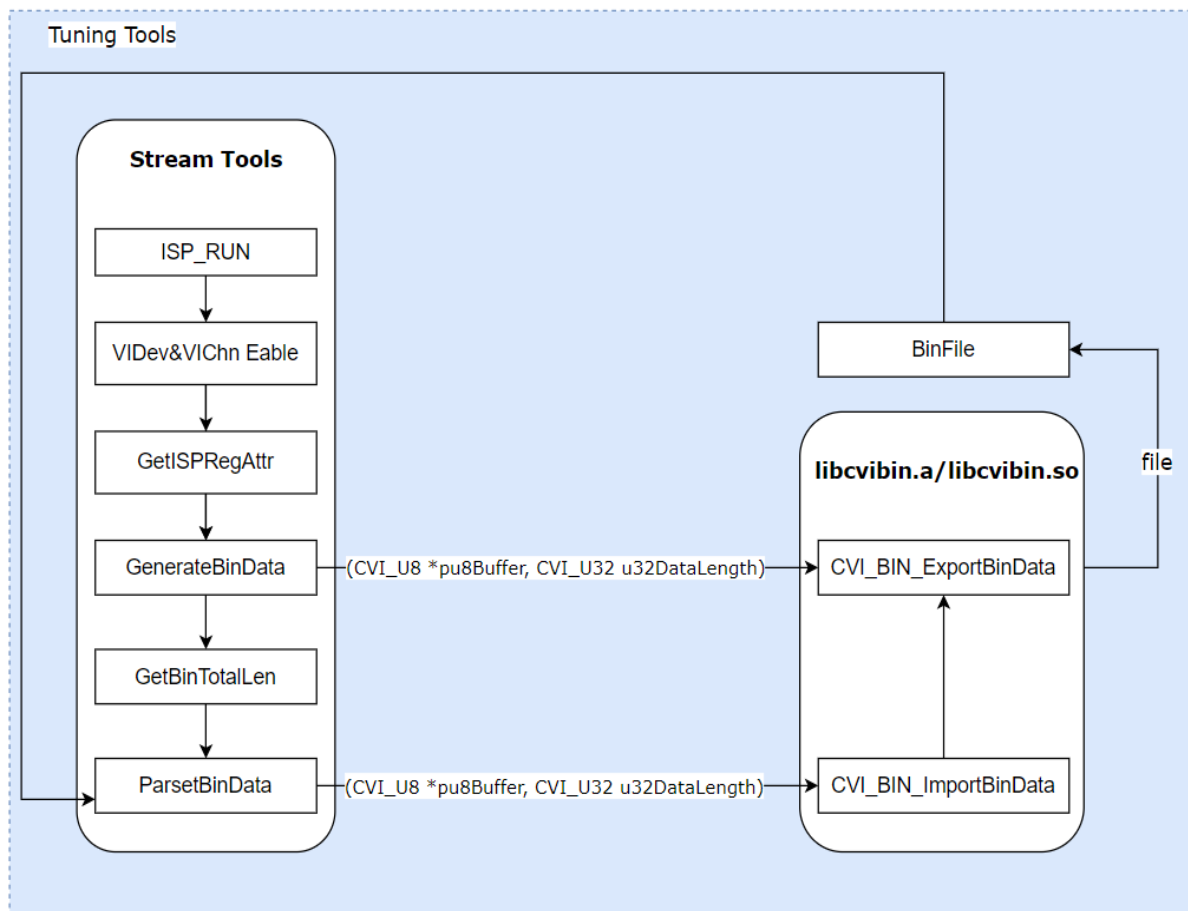 Tuning Tools
Stream Tools
ISP_RUN
VIDev&VIChn Eable
BinFile
GetISPRegAttr
libcvibin.a/libcvibin.so
file
GenerateBinData
(CVI_U8 *pu8Buffer, CVI_U32 u32DataLength)
CVI_BIN_ExportBinData
GetBinTotalLen
ParsetBinData
(CVI_U8 *pu8Buffer, CVI_U32 u32DataLength)
CVI_BIN_ImportBinData